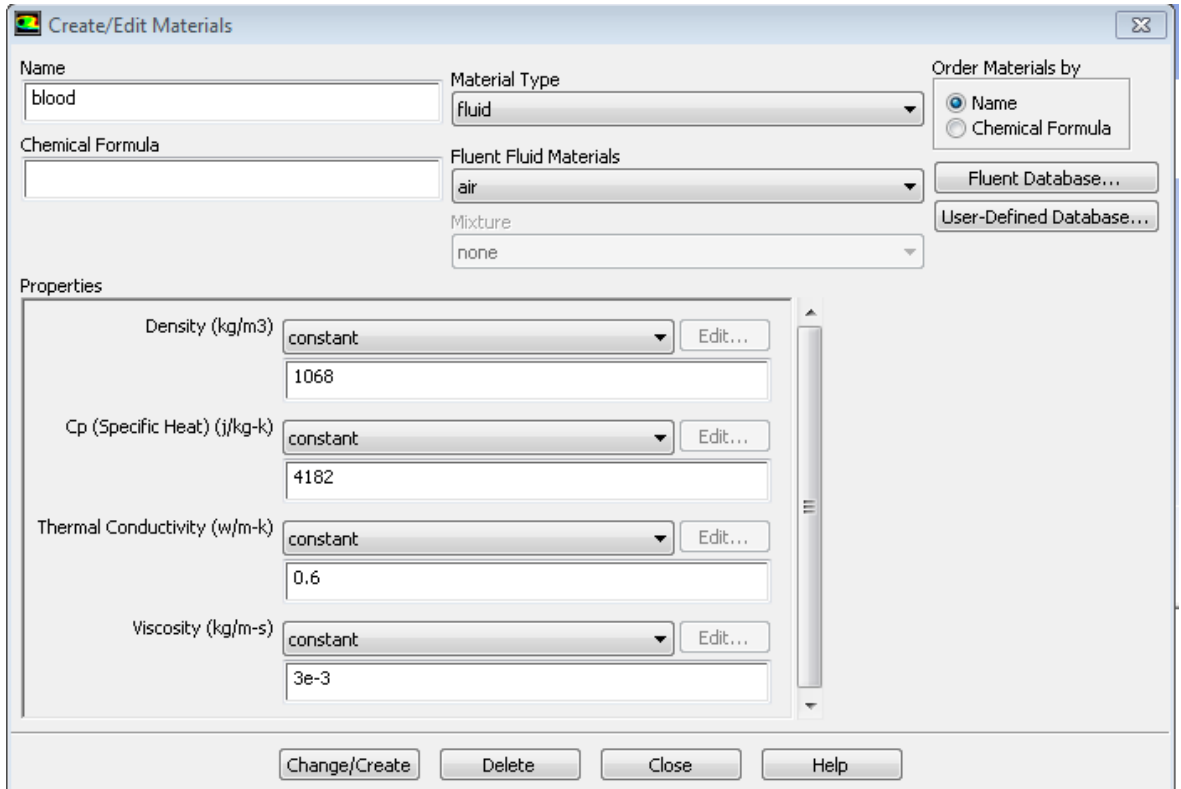 Create/Edit Materials
Name
blood
Chemical Formula
Material Type
fluid
Fluent Fluid Materials
air
Mixture
none
Order Materials by
Name
Chemical Formula
Fluent Database...
User-Defined Database...
Properties
Density (kg/m3) constant Edit...
1068
Cp (Specific Heat) (j/kg-k) constant Edit...
4182
Thermal Conductivity (w/m-k) constant Edit...
0.6
Viscosity (kg/m-s) constant Edit...
3e-3
Change/Create Delete Close Help